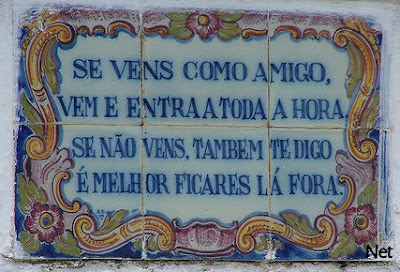 SE VENS COMO AMIGO,
VEM E ENTRA A TODA A HORA.
SE NÃO VENS, TAMBEM TE DIGO
É MELHOR FICARES LÁ FORA.
Net